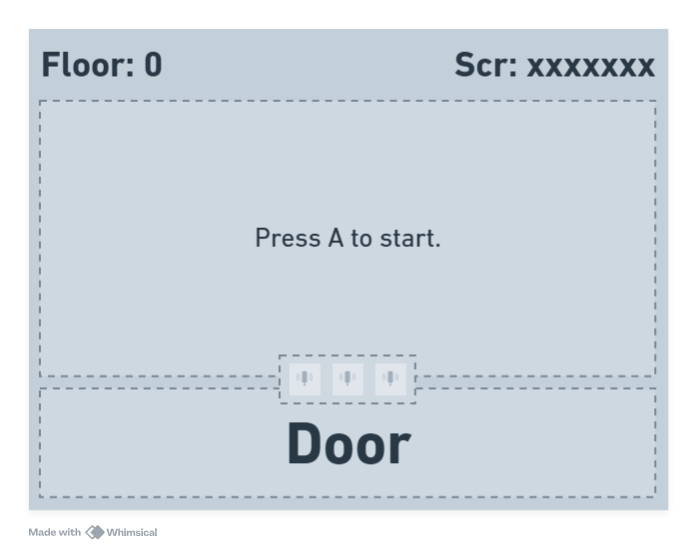 Floor: 0
Scr: xxxxxxx
Press A to start.
Door
Made with Whimsical